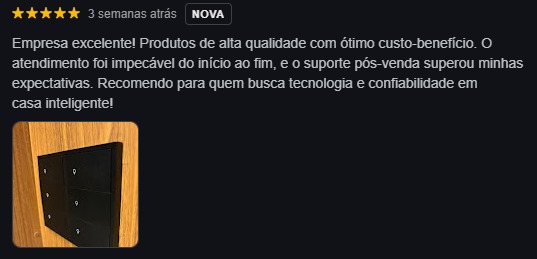 3 semanas atrás NOVA
Empresa excelente! Produtos de alta qualidade com ótimo custo-benefício. O
atendimento foi impecável do início ao fim, e o suporte pós-venda superou minhas
expectativas. Recomendo para quem busca tecnologia e confiabilidade em
casa inteligente!